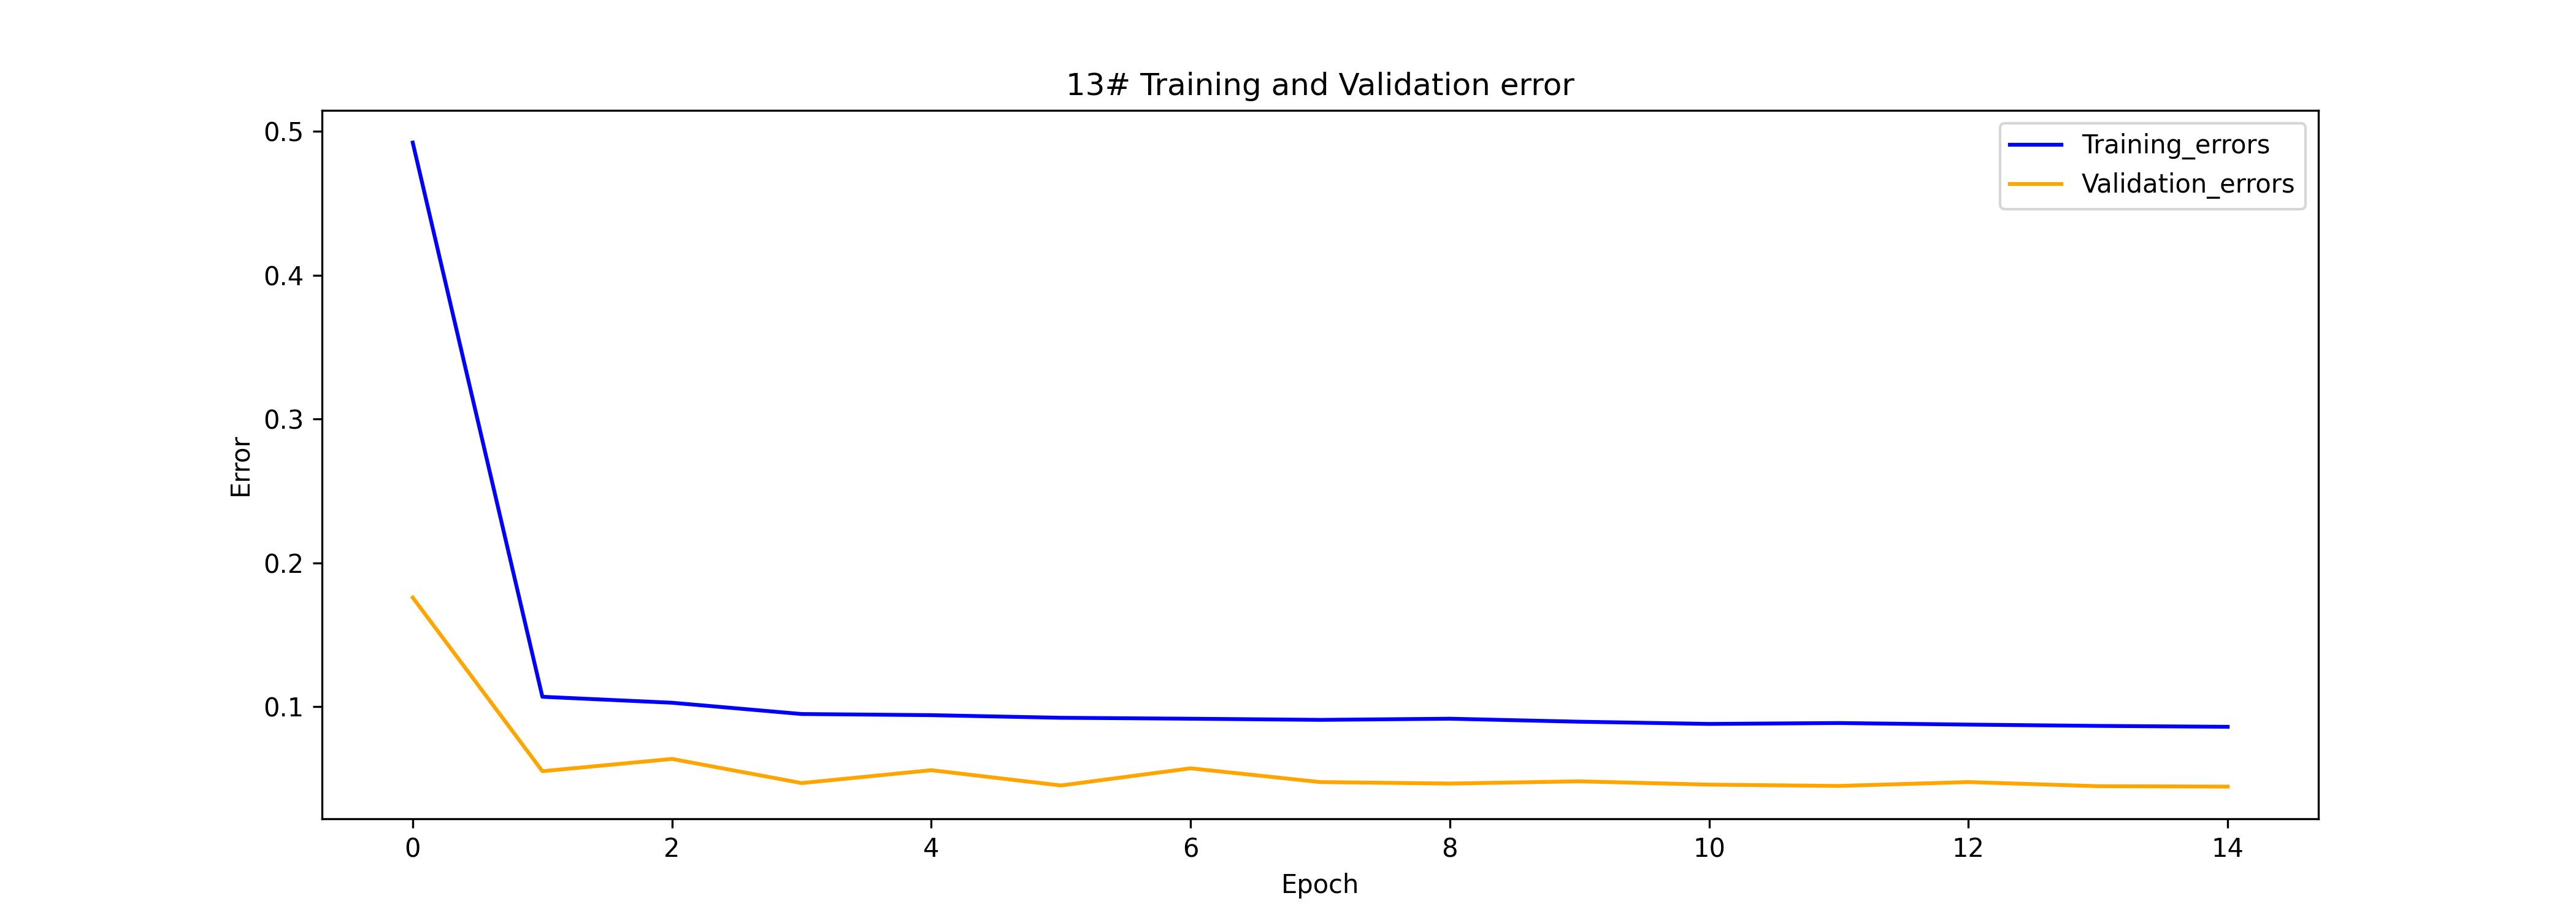 13# Training and Validation error
Training_errors
Validation_errors
0.5
0.4
0.3
0.2
0.1
Error
0 2 4 6 8 10 12 14
Epoch